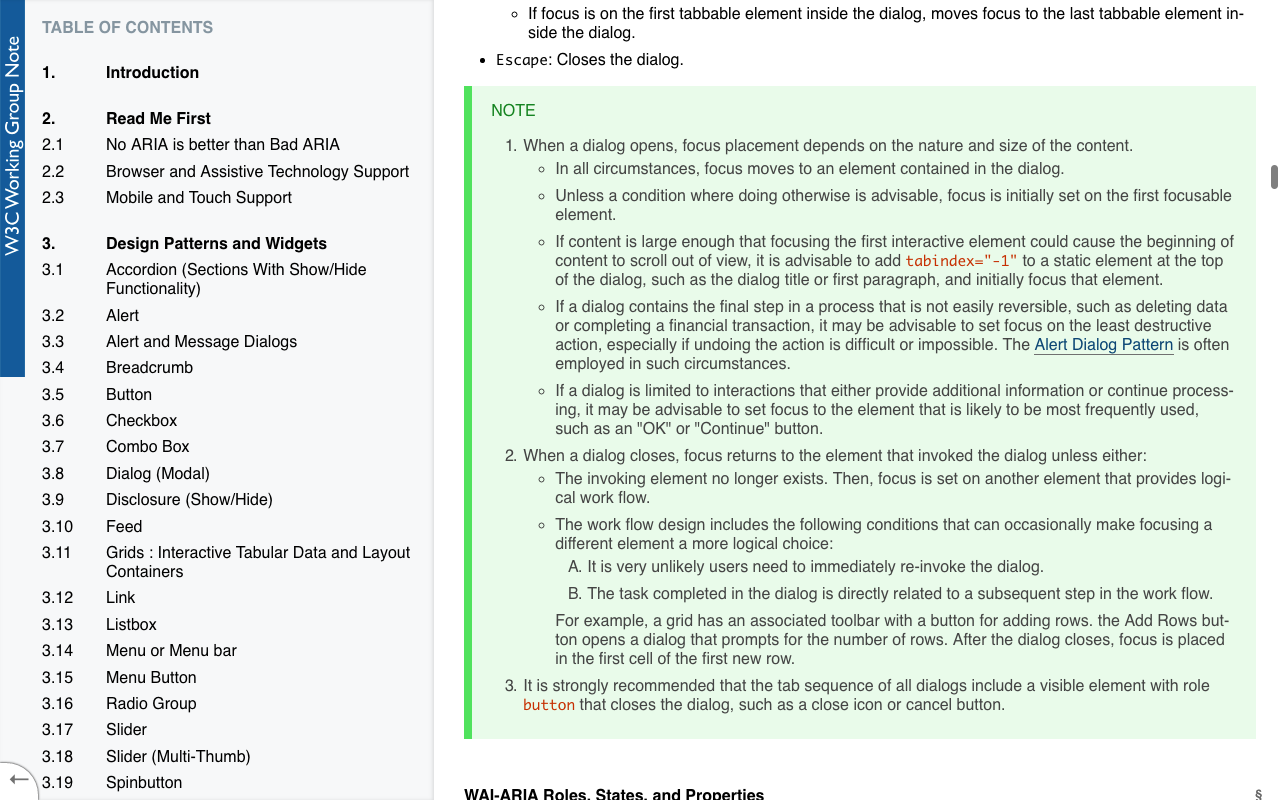 W3C Working Group Note
TABLE OF CONTENTS
1. Introduction
2. Read Me First
2.1 No ARIA is better than Bad ARIA
2.2 Browser and Assistive Technology Support
2.3 Mobile and Touch Support
3. Design Patterns and Widgets
3.1 Accordion (Sections With Show/Hide
Functionality)
3.2 Alert
3.3 Alert and Message Dialogs
3.4 Breadcrumb
3.5 Button
3.6 Checkbox
3.7 Combo Box
3.8 Dialog (Modal)
3.9 Disclosure (Show/Hide)
3.10 Feed
3.11 Grids : Interactive Tabular Data and Layout
Containers
3.12 Link
3.13 Listbox
3.14 Menu or Menu bar
3.15 Menu Button
3.16 Radio Group
3.17 Slider
3.18 Slider (Multi-Thumb)
3.19 Spinbutton
←
◦ If focus is on the first tabbable element inside the dialog, moves focus to the last tabbable element in-
side the dialog.
• Escape: Closes the dialog.
NOTE
1. When a dialog opens, focus placement depends on the nature and size of the content.
◦ In all circumstances, focus moves to an element contained in the dialog.
◦ Unless a condition where doing otherwise is advisable, focus is initially set on the first focusable
element.
◦ If content is large enough that focusing the first interactive element could cause the beginning of
content to scroll out of view, it is advisable to add tabindex="-1" to a static element at the top
of the dialog, such as the dialog title or first paragraph, and initially focus that element.
◦ If a dialog contains the final step in a process that is not easily reversible, such as deleting data
or completing a financial transaction, it may be advisable to set focus on the least destructive
action, especially if undoing the action is difficult or impossible. The Alert Dialog Pattern is often
employed in such circumstances.
◦ If a dialog is limited to interactions that either provide additional information or continue process-
ing, it may be advisable to set focus to the element that is likely to be most frequently used,
such as an "OK" or "Continue" button.
2. When a dialog closes, focus returns to the element that invoked the dialog unless either:
◦ The invoking element no longer exists. Then, focus is set on another element that provides logi-
cal work flow.
◦ The work flow design includes the following conditions that can occasionally make focusing a
different element a more logical choice:
A. It is very unlikely users need to immediately re-invoke the dialog.
B. The task completed in the dialog is directly related to a subsequent step in the work flow.
For example, a grid has an associated toolbar with a button for adding rows. the Add Rows but-
ton opens a dialog that prompts for the number of rows. After the dialog closes, focus is placed
in the first cell of the first new row.
3. It is strongly recommended that the tab sequence of all dialogs include a visible element with role
button that closes the dialog, such as a close icon or cancel button.
WAI-ARIA Roles, States, and Properties §